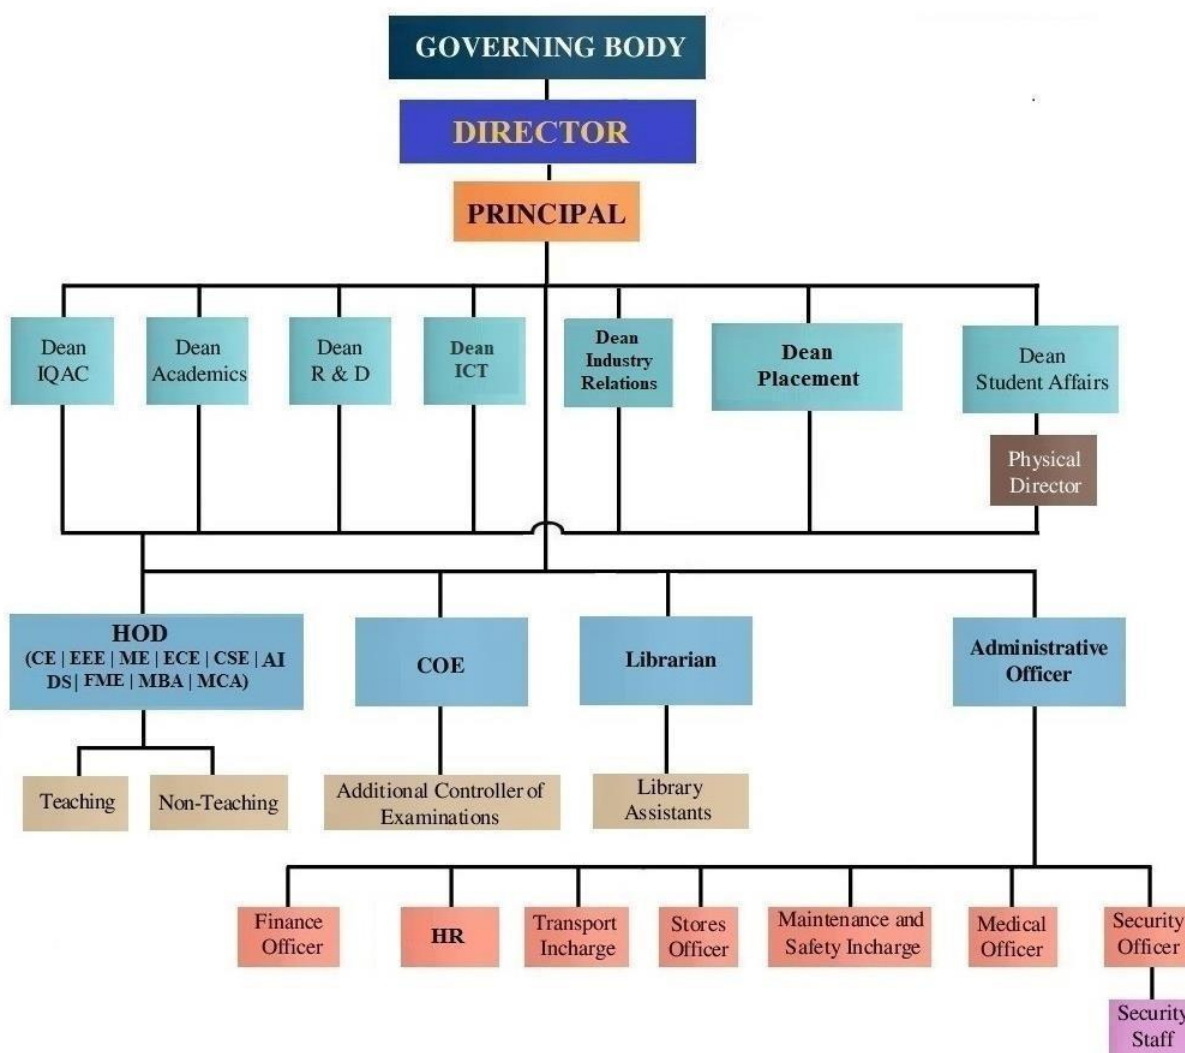 GOVERNING BODY
DIRECTOR
PRINCIPAL
Dean
IQAC
Dean
Academics
Dean
R & D
Dean
ICT
Dean
Industry
Relations
Dean
Placement
Dean
Student Affairs
Physical
Director
HOD
(CE | EEE | ME | ECE | CSE | AI
DS| FME | MBA | MCA)
COE
Librarian
Administrative
Officer
Teaching
Non-Teaching
Additional Controller of
Examinations
Library
Assistants
Finance
Officer
HR
Transport
Incharge
Stores
Officer
Maintenance and
Safety Incharge
Medical
Officer
Security
Officer
Security
Staff